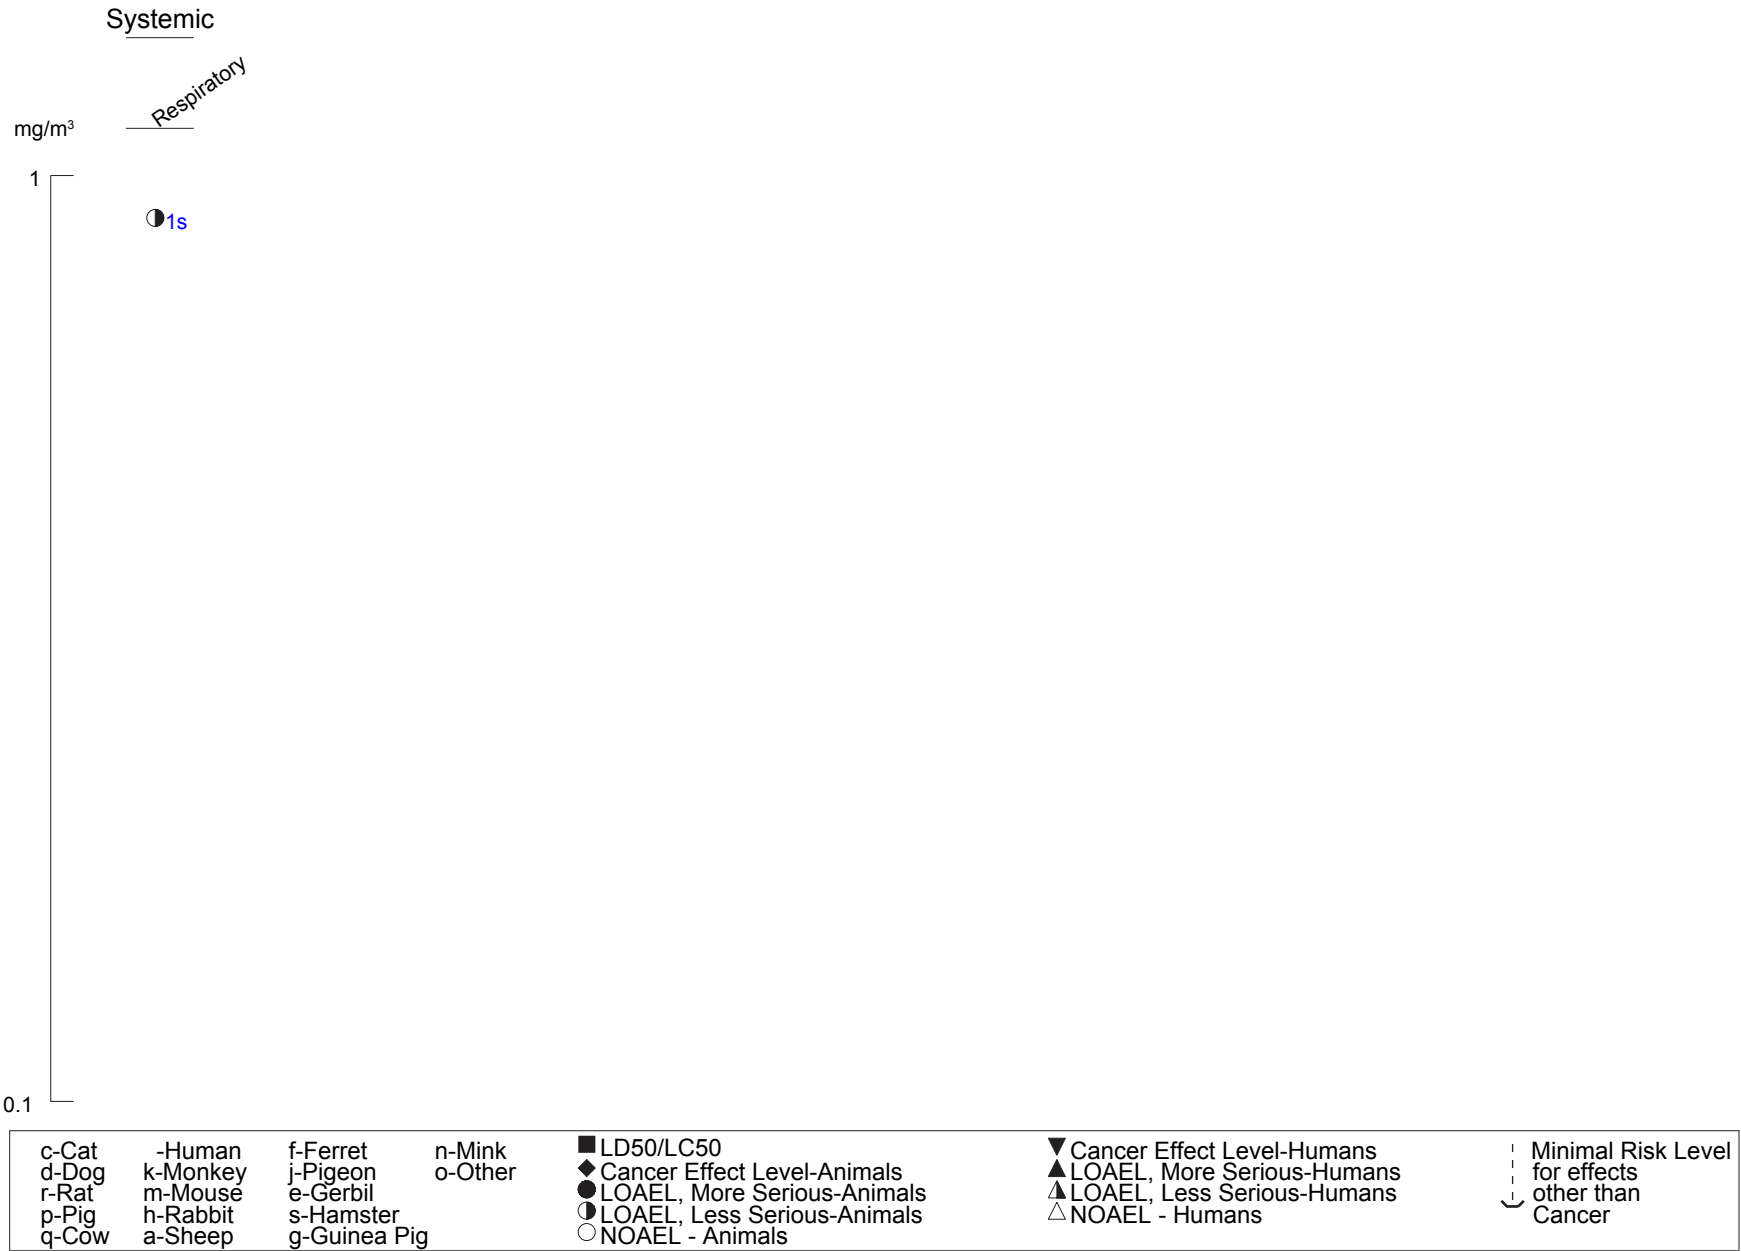 Systemic
Respiratory
mg/m³
1
1s
0.1
c-Cat -Human f-Ferret n-Mink
d-Dog k-Monkey j-Pigeon o-Other
r-Rat m-Mouse e-Gerbil
p-Pig h-Rabbit s-Hamster
q-Cow a-Sheep g-Guinea Pig
LD50/LC50
Cancer Effect Level-Animals
LOAEL, More Serious-Animals
LOAEL, Less Serious-Animals
NOAEL - Animals
Cancer Effect Level-Humans
LOAEL, More Serious-Humans
LOAEL, Less Serious-Humans
NOAEL - Humans
Minimal Risk Level
for effects
other than
Cancer